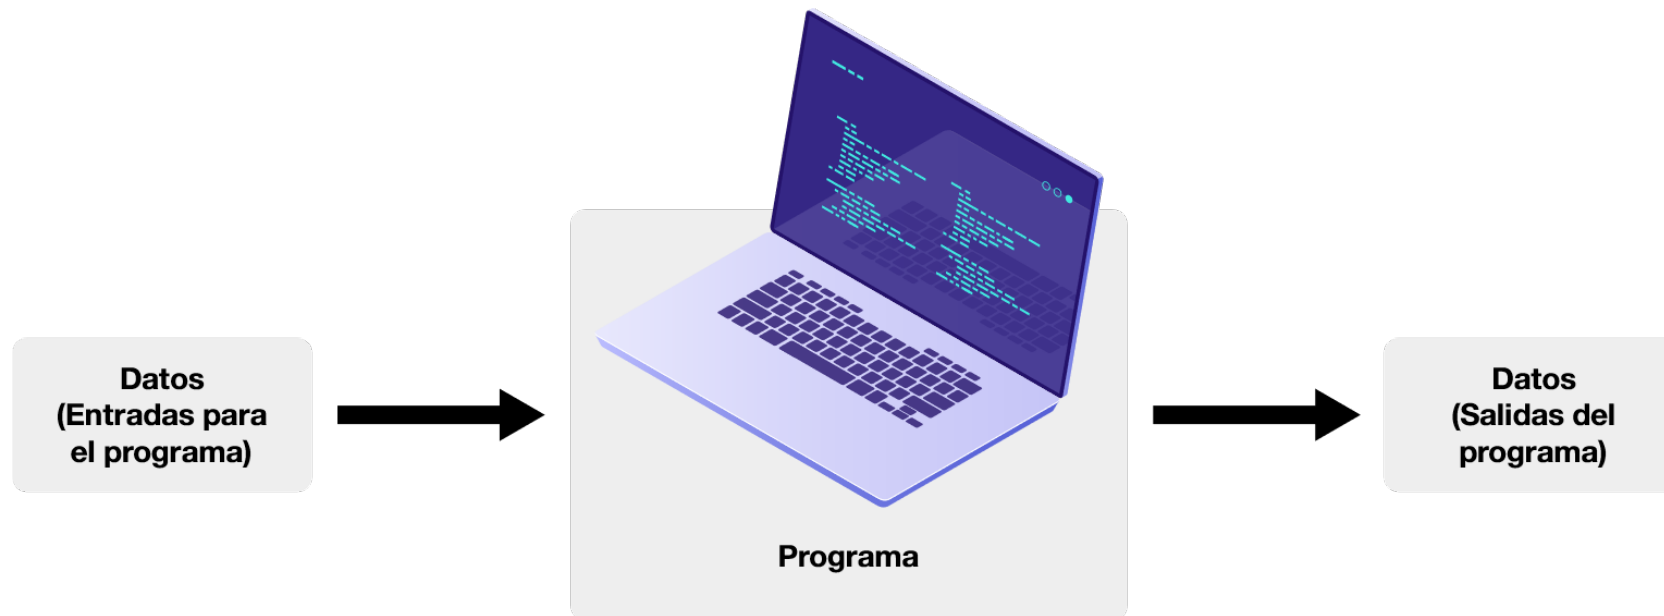 Datos
(Entradas para
el programa)
Programa
Datos
(Salidas del
programa)